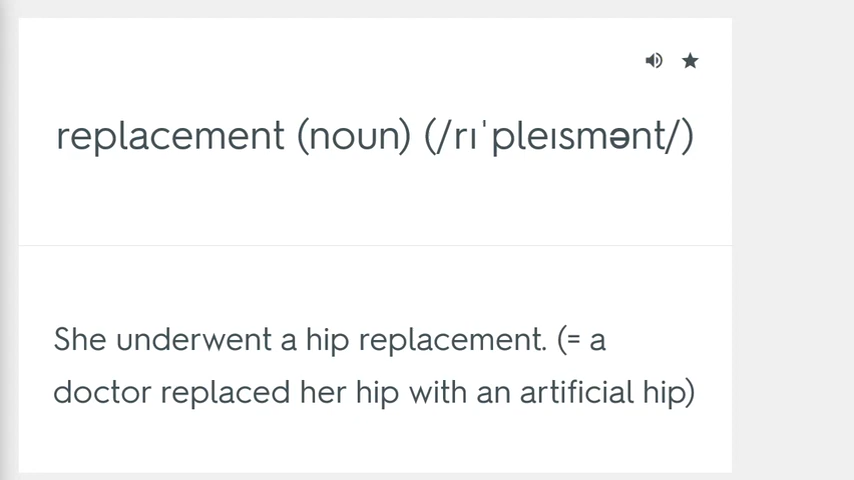 replacement (noun) (/rɪˈpleɪsmənt/)
She underwent a hip replacement. (= a
doctor replaced her hip with an artificial hip)